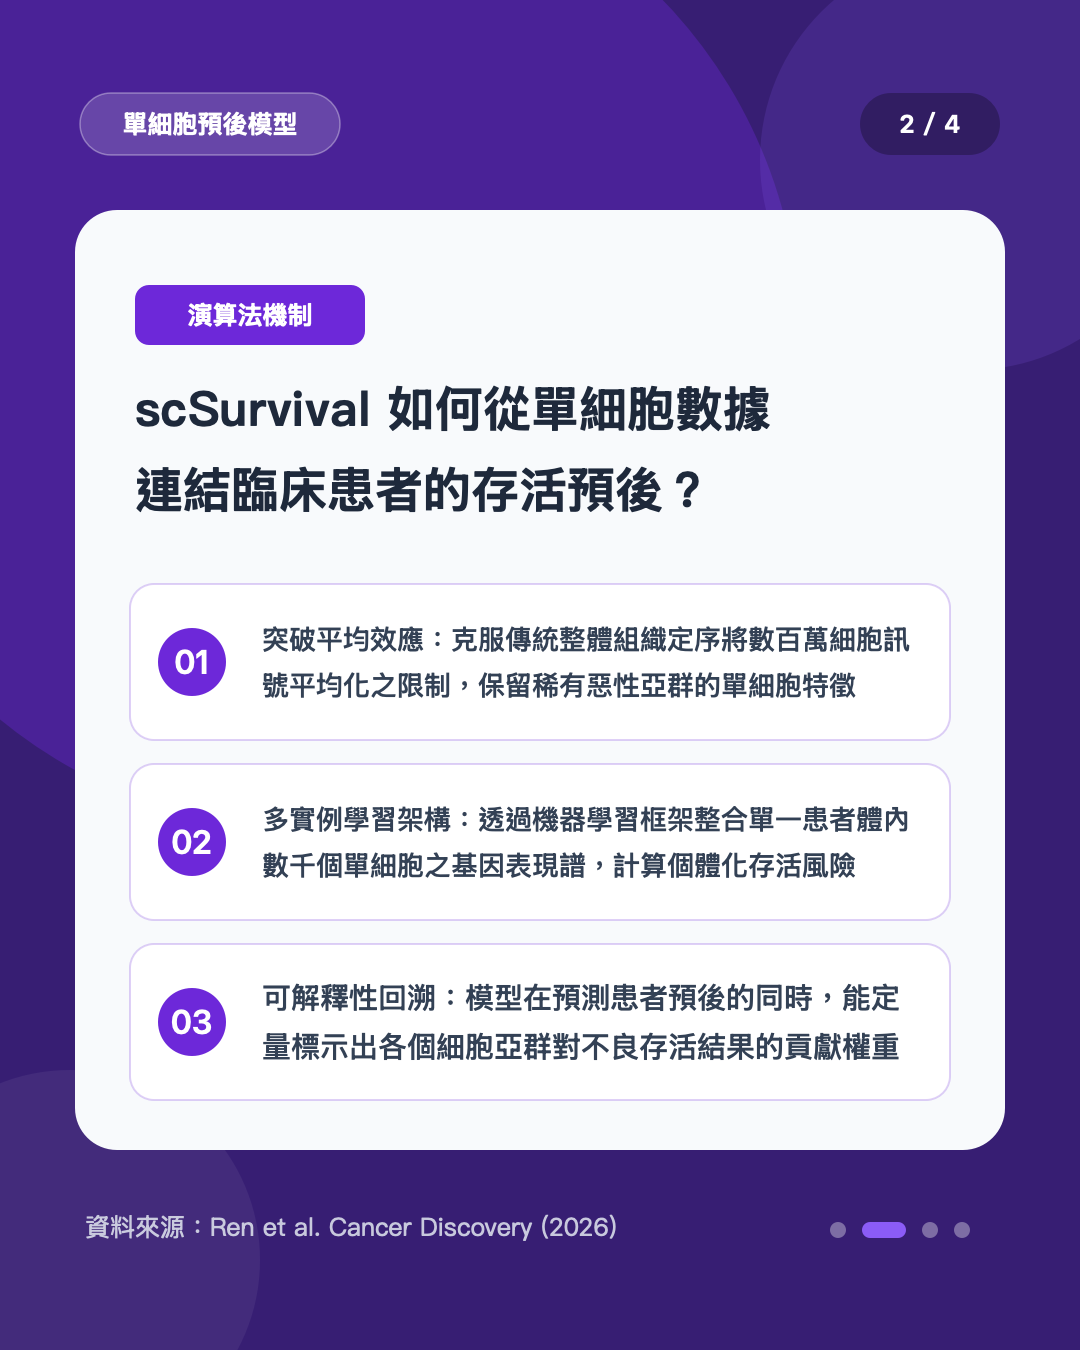 單細胞預後模型
2 / 4
演算法機制
scSurvival 如何從單細胞數據
連結臨床患者的存活預後？
01
突破平均效應：克服傳統整體組織定序將數百萬細胞訊
號平均化之限制，保留稀有惡性亞群的單細胞特徵
02
多實例學習架構：透過機器學習框架整合單一患者體內
數千個單細胞之基因表現譜，計算個體化存活風險
03
可解釋性回溯：模型在預測患者預後的同時，能定
量標示出各個細胞亞群對不良存活結果的貢獻權重
資料來源：Ren et al. Cancer Discovery (2026)